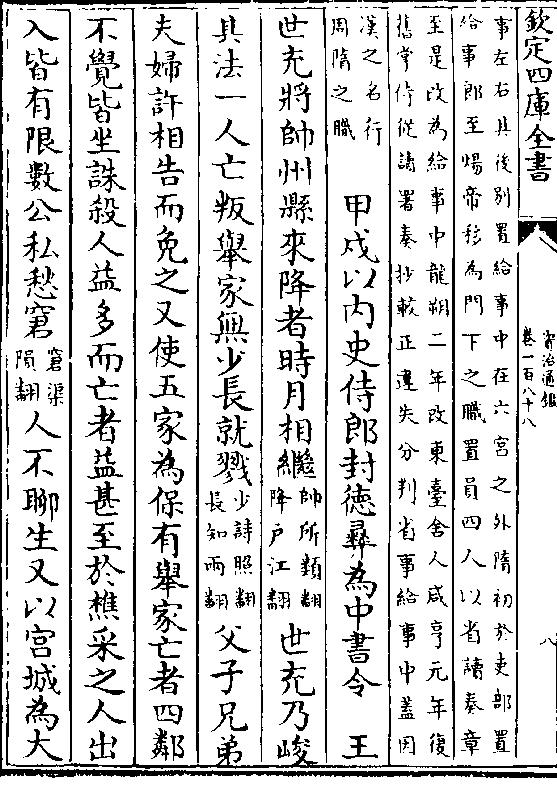 欽定四庫全書
資治通鑑
卷一百八十八
八
事左右其後別置給事中在六宫之外隋初於吏部置
給事郎至煬帝移為門下之職置員四人以省讀奏章
至是改為給事中龍朔二年改東臺舍人咸亨元年復
舊常侍從讀署奏抄駮正違失分判省事給事中蓋因
漢之名行
周隋之職
甲戌以内史侍郎封徳彞為中書令　王
世充將帥州縣來降者時月相繼帥所類翻降戸江翻世充乃峻
其法一人亡叛舉家無少長就戮少詩照翻長知兩翻父子兄弟
夫婦許相告而免之又使五家為保有舉家亡者四鄰
不覺皆坐誅殺人益多而亡者益甚至於樵采之人出
入皆有限數公私愁窘窘渠隕翻人不聊生又以宫城為大